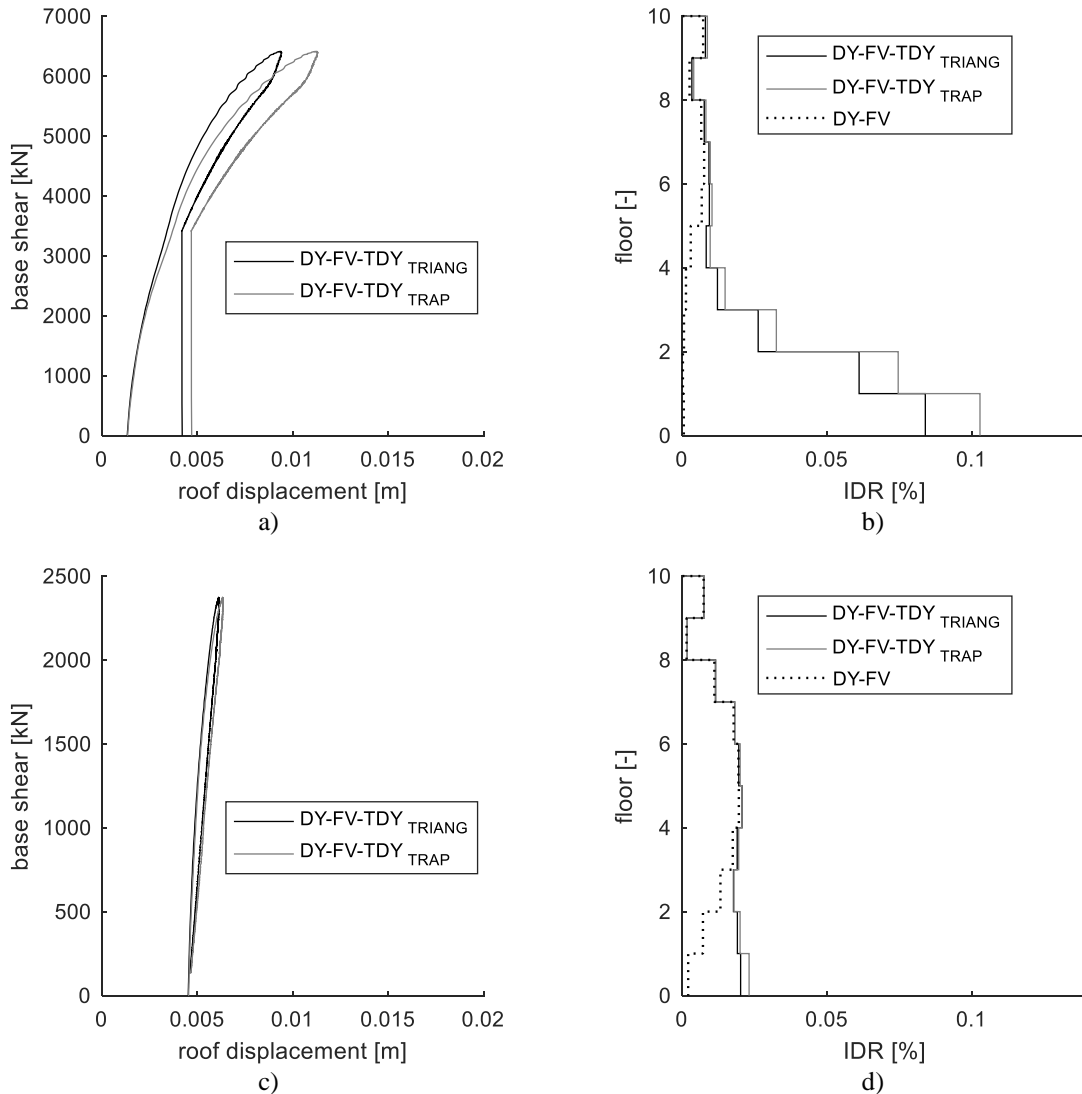 7000
6000
5000
4000
3000
2000
1000
0
base shear [kN]
DY-FV-TDY TRIANG
DY-FV-TDY TRAP
0 0.005 0.01 0.015 0.02
roof displacement [m]
a)
10
8
6
4
2
0
floor [-]
DY-FV-TDY TRIANG
DY-FV-TDY TRAP
DY-FV
0 0.05 0.1
IDR [%]
b)
2500
2000
1500
1000
500
0
base shear [kN]
DY-FV-TDY TRIANG
DY-FV-TDY TRAP
0 0.005 0.01 0.015 0.02
roof displacement [m]
c)
10
8
6
4
2
0
floor [-]
DY-FV-TDY TRIANG
DY-FV-TDY TRAP
DY-FV
0 0.05 0.1
IDR [%]
d)